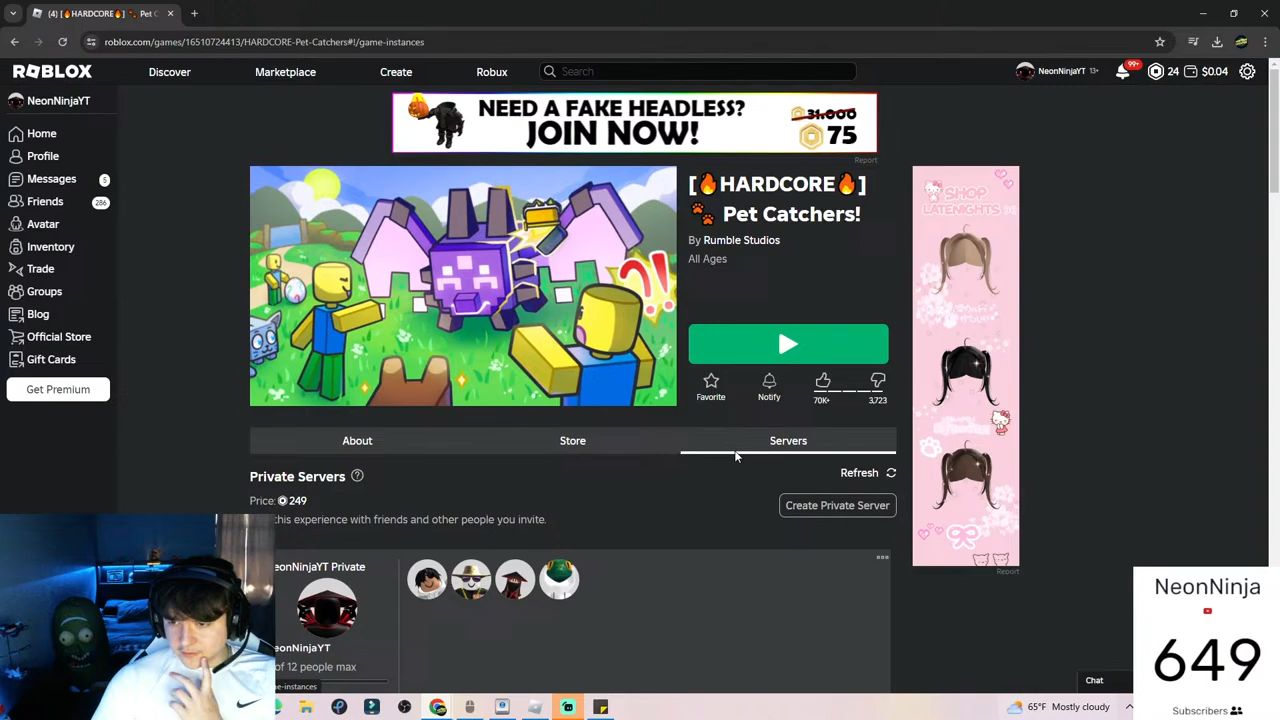 (4) [🔥HARDCORE🔥] 🐾 Pet C
roblox.com/games/16510724413/HARDCORE-Pet-Catchers#!/game-instances
ROBLOX
Discover
Marketplace
Create
Robux
Search
NeonNinjaYT 13+
99+
24
$0.04
NeonNinjaYT
Home
Profile
Messages 5
Friends 286
Avatar
Inventory
Trade
Groups
Blog
Official Store
Gift Cards
Get Premium
NEED A FAKE HEADLESS?
JOIN NOW!
31.000
75
Report
[🔥HARDCORE🔥]
🐾 Pet Catchers!
By Rumble Studios
All Ages
Favorite
Notify
70K+
3,723
SHOP
LATENIGHTS
Report
About
Store
Servers
Private Servers
Refresh
Price: 249
Create Private Server
this experience with friends and other people you invite.
eonNinjaYT Private
eonNinjaYT
of 12 people max
me-instances
NeonNinja
649
Subscribers
Chat
65°F Mostly cloudy